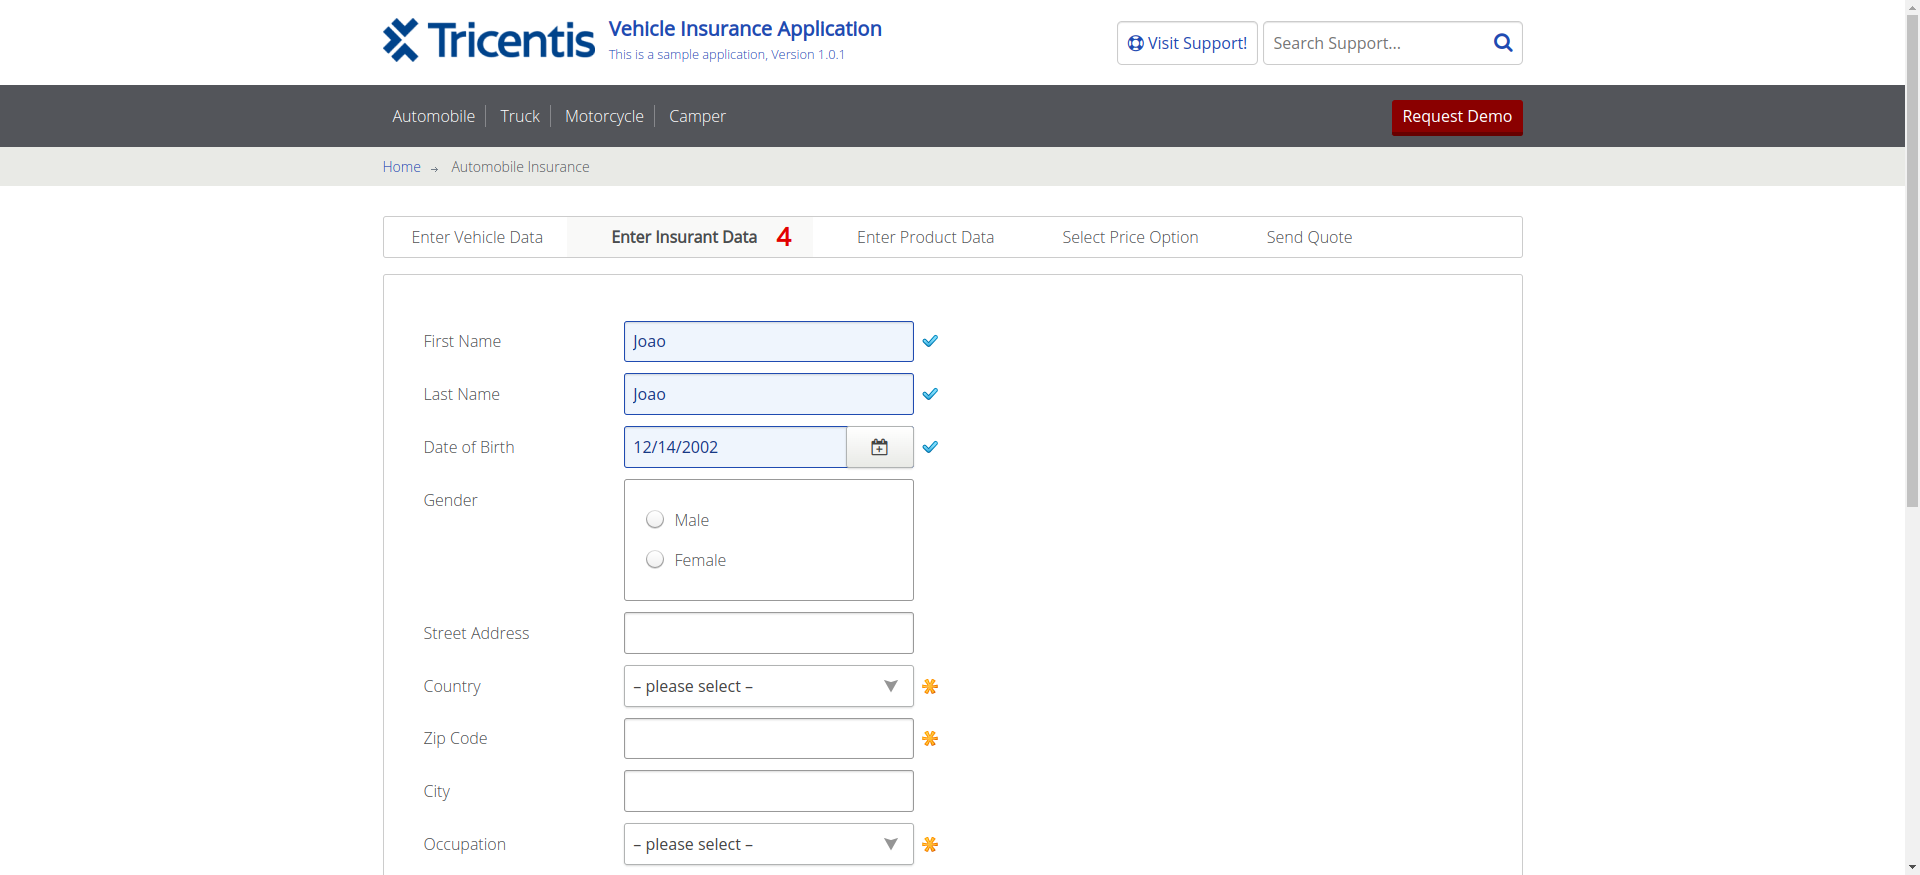 Tricentis
Vehicle Insurance Application
This is a sample application, Version 1.0.1
Visit Support!
Search Support...
Automobile
Truck
Motorcycle
Camper
Request Demo
Home → Automobile Insurance
Enter Vehicle Data
Enter Insurant Data 4
Enter Product Data
Select Price Option
Send Quote
First Name
Joao
Last Name
Joao
Date of Birth
12/14/2002
Gender
Male
Female
Street Address
Country
– please select –
Zip Code
City
Occupation
– please select –